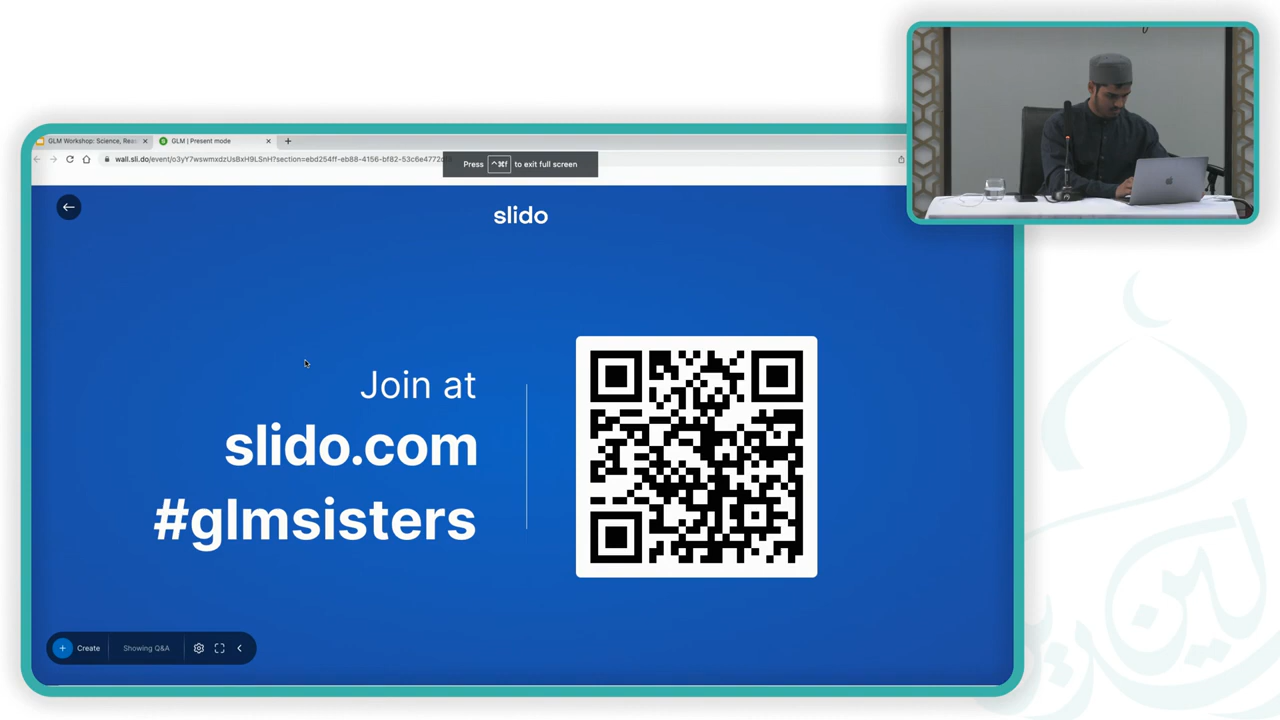 GLM Workshop: Science, Rea
GLM | Present mode
Press ^⌘f to exit full screen
slido
Join at
slido.com
#glmsisters
Create
Showing Q&A